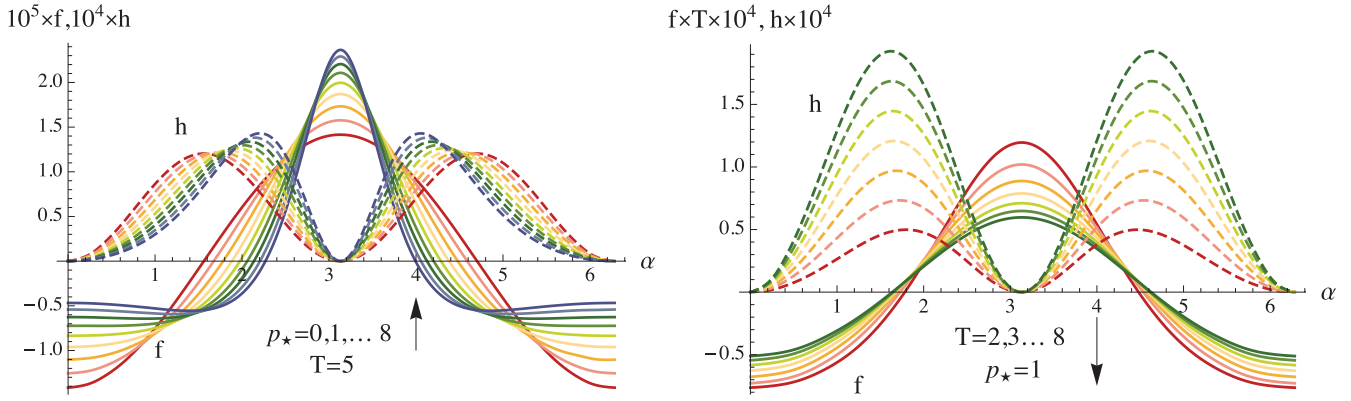 10⁵×f,10⁴×h
2.0
1.5
1.0
0.5
−0.5
−1.0
1 2 3 4 5 6
α
h
f
p⋆=0,1,… 8
T=5
f×T×10⁴, h×10⁴
1.5
1.0
0.5
−0.5
1 2 3 4 5 6
α
h
f
T=2,3… 8
p⋆=1